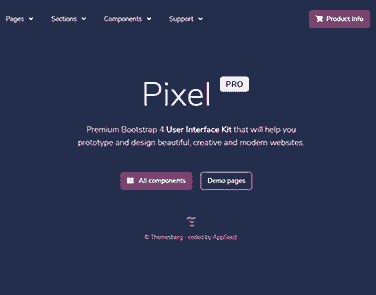 Pages Sections Components Support Product Info
Pixel PRO
Premium Bootstrap 4 User Interface Kit that will help you
prototype and design beautiful, creative and modern websites.
All components Demo pages
© Themesberg - coded by AppSeed